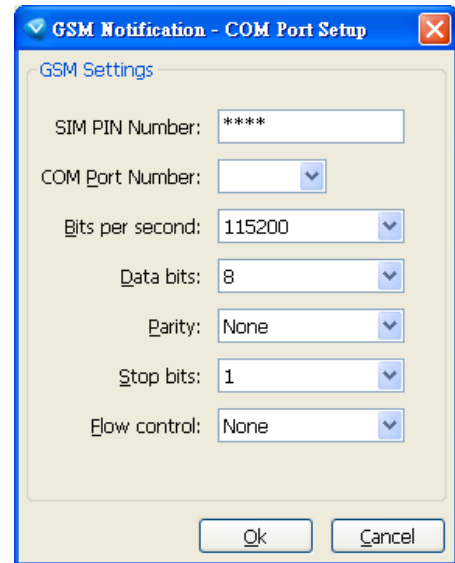 GSM Notification - COM Port Setup
GSM Settings
SIM PIN Number: ****
COM Port Number:
Bits per second: 115200
Data bits: 8
Parity: None
Stop bits: 1
Flow control: None
Ok Cancel